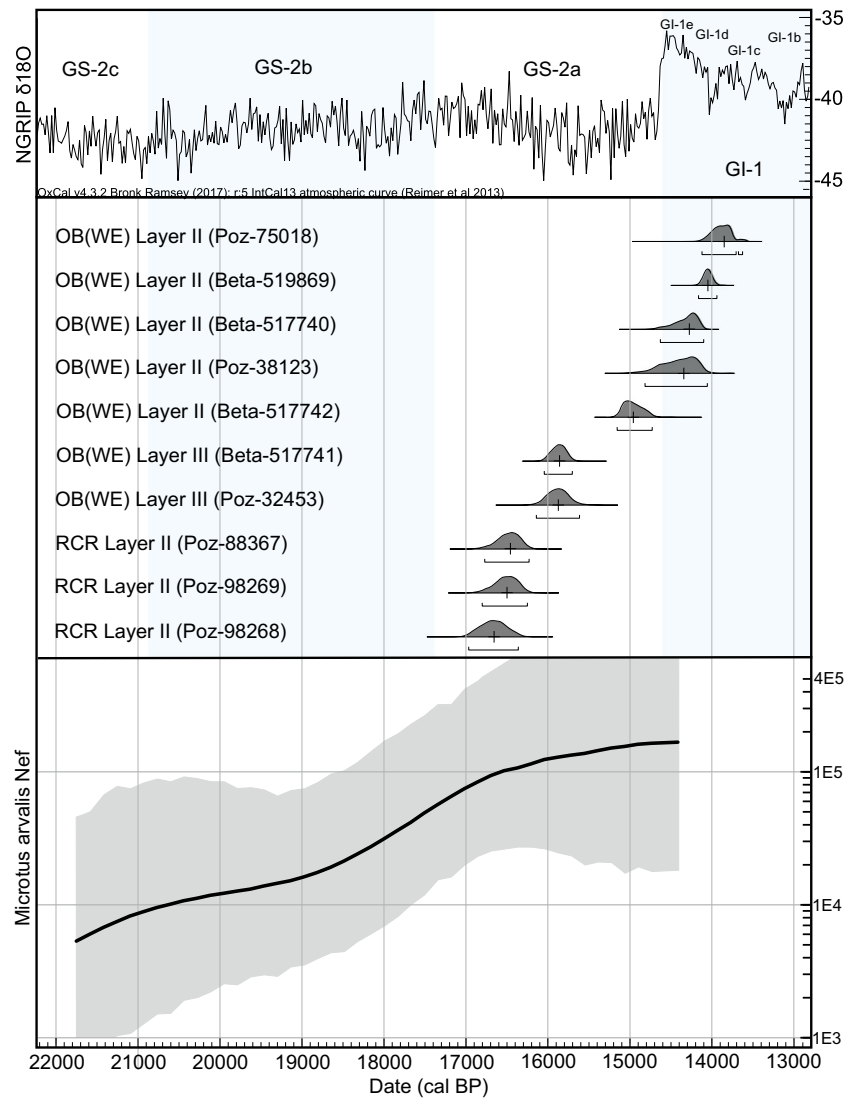 NGRIP δ18O
GS-2c
GS-2b
GS-2a
GI-1e
GI-1d
GI-1c
GI-1b
GI-1
-35
-40
-45
OxCal v4.3.2 Bronk Ramsey (2017); r:5 IntCal13 atmospheric curve (Reimer et al 2013)
OB(WE) Layer II (Poz-75018)
OB(WE) Layer II (Beta-519869)
OB(WE) Layer II (Beta-517740)
OB(WE) Layer II (Poz-38123)
OB(WE) Layer II (Beta-517742)
OB(WE) Layer III (Beta-517741)
OB(WE) Layer III (Poz-32453)
RCR Layer II (Poz-88367)
RCR Layer II (Poz-98269)
RCR Layer II (Poz-98268)
Microtus arvalis Nef
4E5
1E5
1E4
1E3
22000 21000 20000 19000 18000 17000 16000 15000 14000 13000
Date (cal BP)